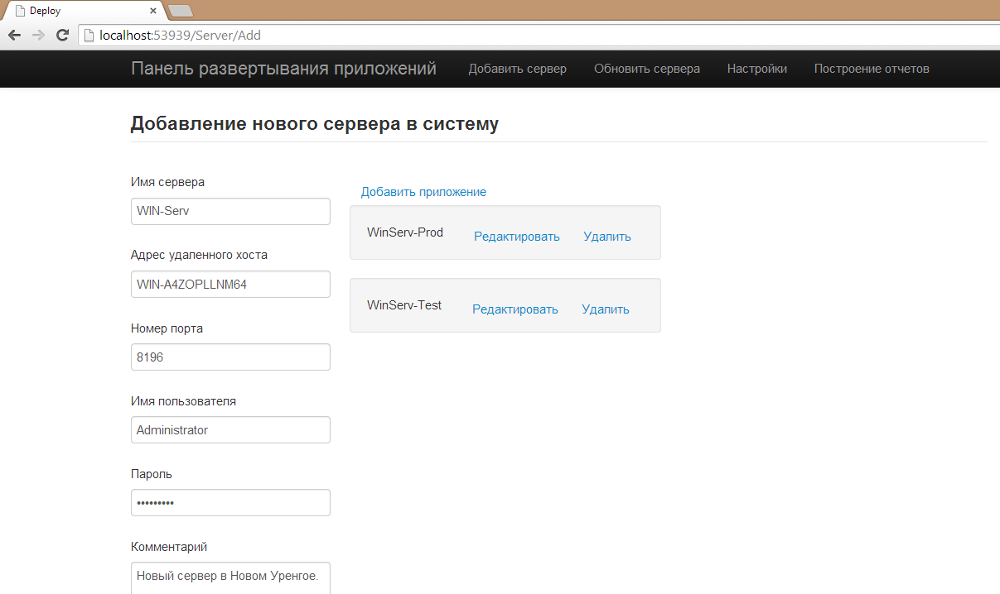 Deploy
localhost:53939/Server/Add
Панель развертывания приложений Добавить сервер Обновить сервера Настройки Построение отчетов
Добавление нового сервера в систему
Имя сервера
WIN-Serv
Адрес удаленного хоста
WIN-A4ZOPLLNM64
Номер порта
8196
Имя пользователя
Administrator
Пароль
•••••••••
Комментарий
Новый сервер в Новом Уренгое.
Добавить приложение
WinServ-Prod Редактировать Удалить
WinServ-Test Редактировать Удалить